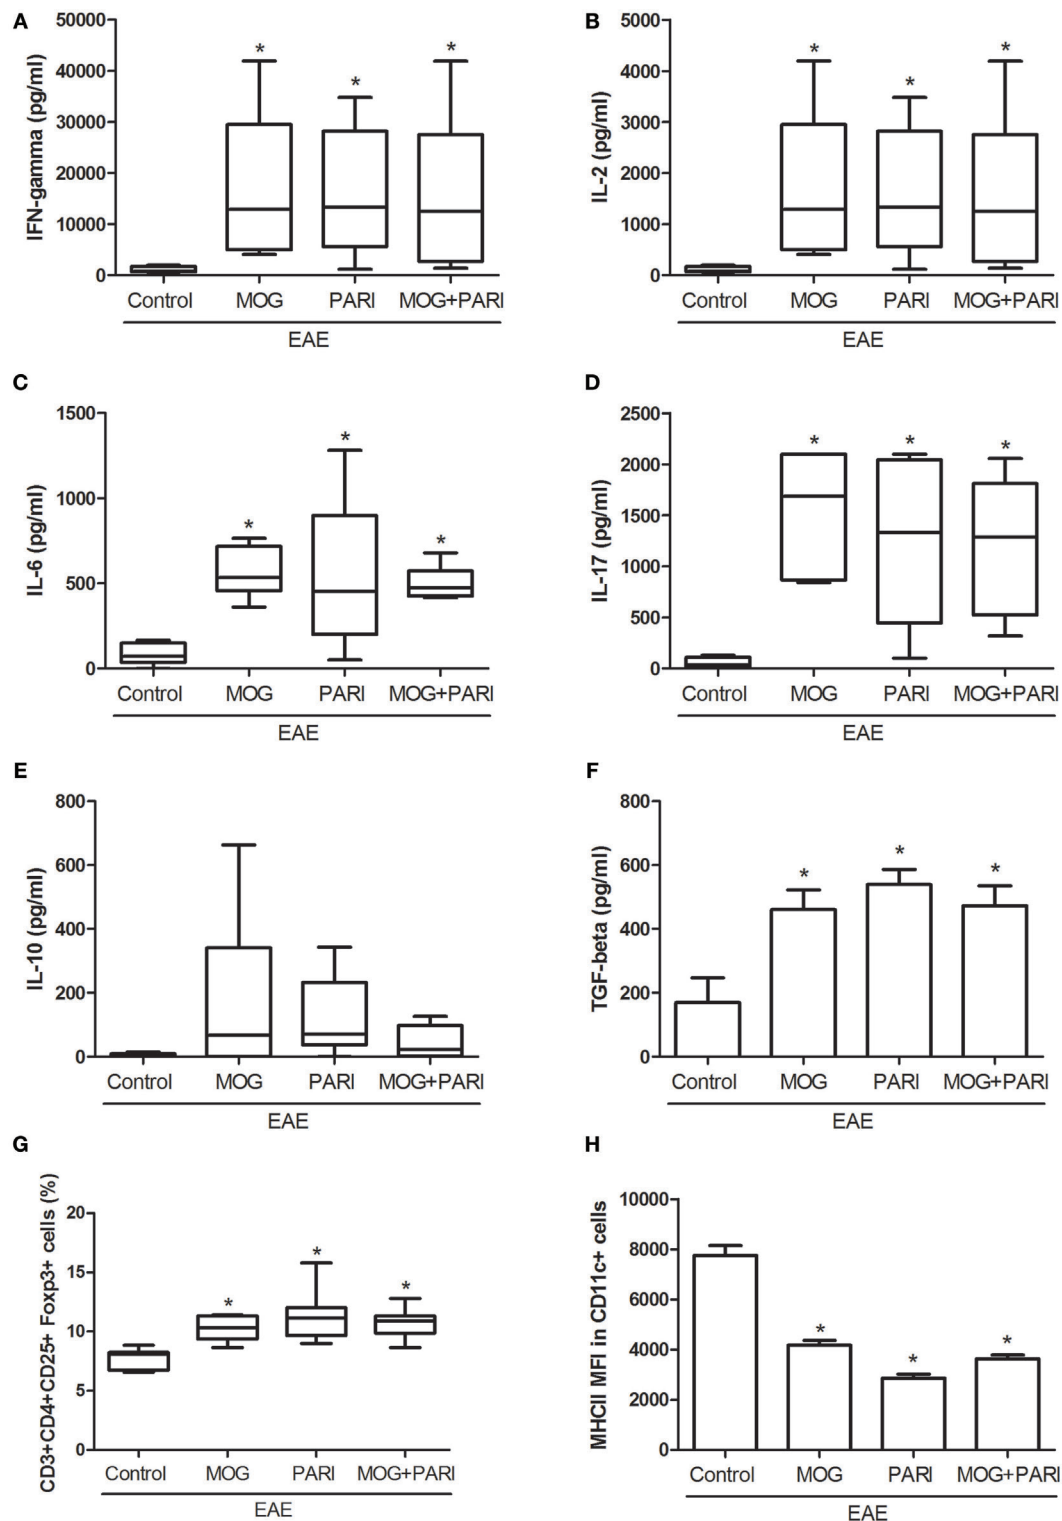 A
IFN-gamma (pg/ml)
50000
40000
30000
20000
10000
0
*
*
*
Control MOG PARI MOG+PARI
EAE
B
IL-2 (pg/ml)
5000
4000
3000
2000
1000
0
*
*
*
Control MOG PARI MOG+PARI
EAE
C
IL-6 (pg/ml)
1500
1000
500
0
*
*
*
Control MOG PARI MOG+PARI
EAE
D
IL-17 (pg/ml)
2500
2000
1500
1000
500
0
*
*
*
Control MOG PARI MOG+PARI
EAE
E
IL-10 (pg/ml)
800
600
400
200
0
Control MOG PARI MOG+PARI
EAE
F
TGF-beta (pg/ml)
800
600
400
200
0
*
*
*
Control MOG PARI MOG+PARI
EAE
G
CD3+CD4+CD25+ Foxp3+ cells (%)
20
15
10
5
0
*
*
*
Control MOG PARI MOG+PARI
EAE
H
MHCII MFI in CD11c+ cells
10000
8000
6000
4000
2000
0
*
*
*
Control MOG PARI MOG+PARI
EAE